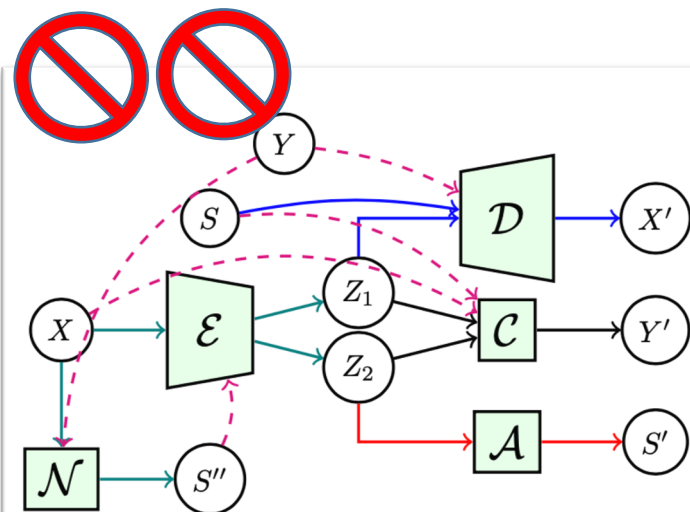 Y
S
𝒟
X′
Z₁
X
ℰ
𝒞
Y′
Z₂
𝒜
S′
𝒩
S′′